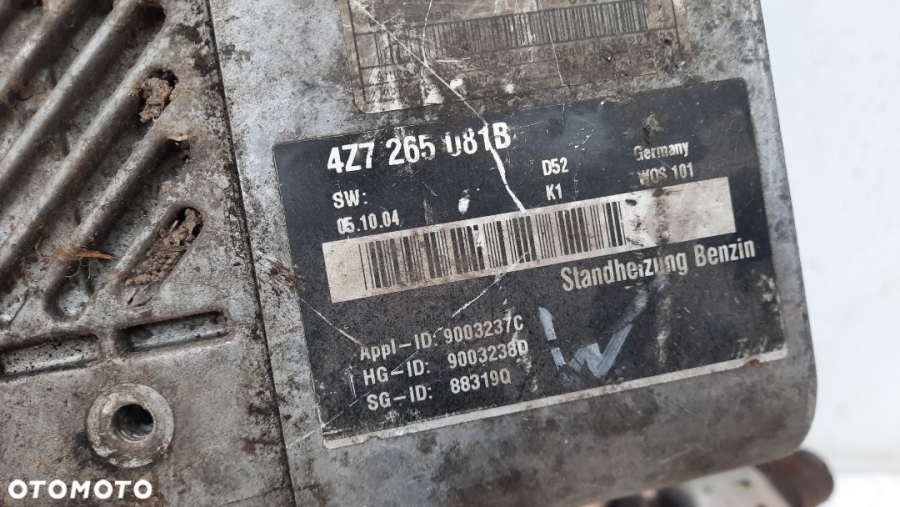 4Z7 265 081B
SW: D52 Germany
05.10.04 K1 WOS 101
Standheizung Benzin
Appl-ID: 9003237C
HG-ID: 9003238D
SG-ID: 88319Q
OTOMOTO